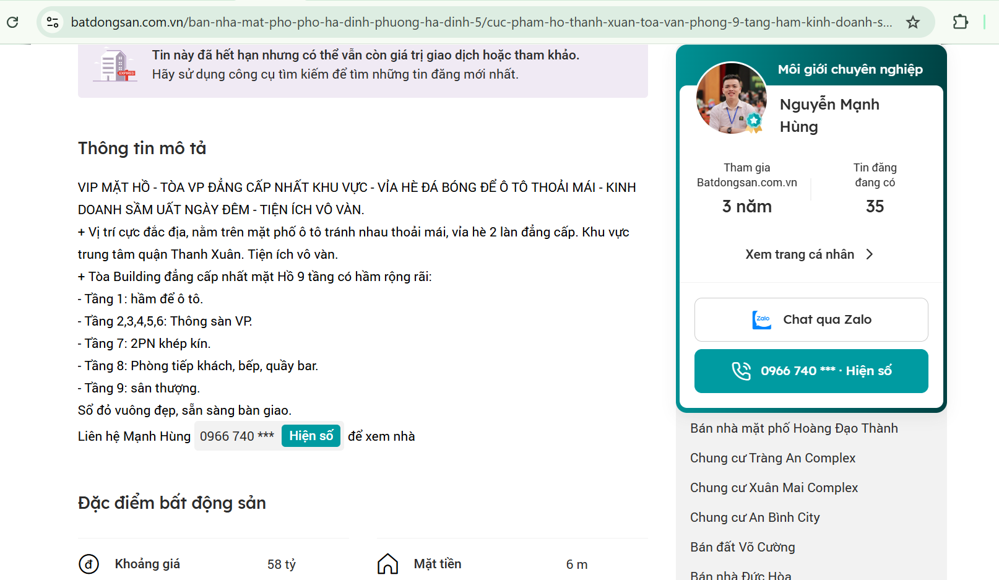 batdongsan.com.vn/ban-nha-mat-pho-pho-ha-dinh-phuong-ha-dinh-5/cuc-pham-ho-thanh-xuan-toa-van-phong-9-tang-ham-kinh-doanh-s...
Tin này đã hết hạn nhưng có thể vẫn còn giá trị giao dịch hoặc tham khảo.
Hãy sử dụng công cụ tìm kiếm để tìm những tin đăng mới nhất.
EXPIRED
Thông tin mô tả
VIP MẶT HỒ - TÒA VP ĐẲNG CẤP NHẤT KHU VỰC - VỈA HÈ ĐÁ BÓNG ĐỂ Ô TÔ THOẢI MÁI - KINH
DOANH SẦM UẤT NGÀY ĐÊM - TIỆN ÍCH VÔ VÀN.
+ Vị trí cực đắc địa, nằm trên mặt phố ô tô tránh nhau thoải mái, vỉa hè 2 làn đẳng cấp. Khu vực
trung tâm quận Thanh Xuân. Tiện ích vô vàn.
+ Tòa Building đẳng cấp nhất mặt Hồ 9 tầng có hầm rộng rãi:
- Tầng 1: hầm để ô tô.
- Tầng 2,3,4,5,6: Thông sàn VP.
- Tầng 7: 2PN khép kín.
- Tầng 8: Phòng tiếp khách, bếp, quầy bar.
- Tầng 9: sân thượng.
Sổ đỏ vuông đẹp, sẵn sàng bàn giao.
Liên hệ Mạnh Hùng 0966 740 *** Hiện số để xem nhà
Đặc điểm bất động sản
Khoảng giá 58 tỷ
Mặt tiền 6 m
Môi giới chuyên nghiệp
Nguyễn Mạnh
Hùng
Tham gia
Batdongsan.com.vn
3 năm
Tin đăng
đang có
35
Xem trang cá nhân
Zalo Chat qua Zalo
0966 740 *** · Hiện số
Bán nhà mặt phố Hoàng Đạo Thành
Chung cư Tràng An Complex
Chung cư Xuân Mai Complex
Chung cư An Bình City
Bán đất Võ Cường
Bán nhà Đức Hòa